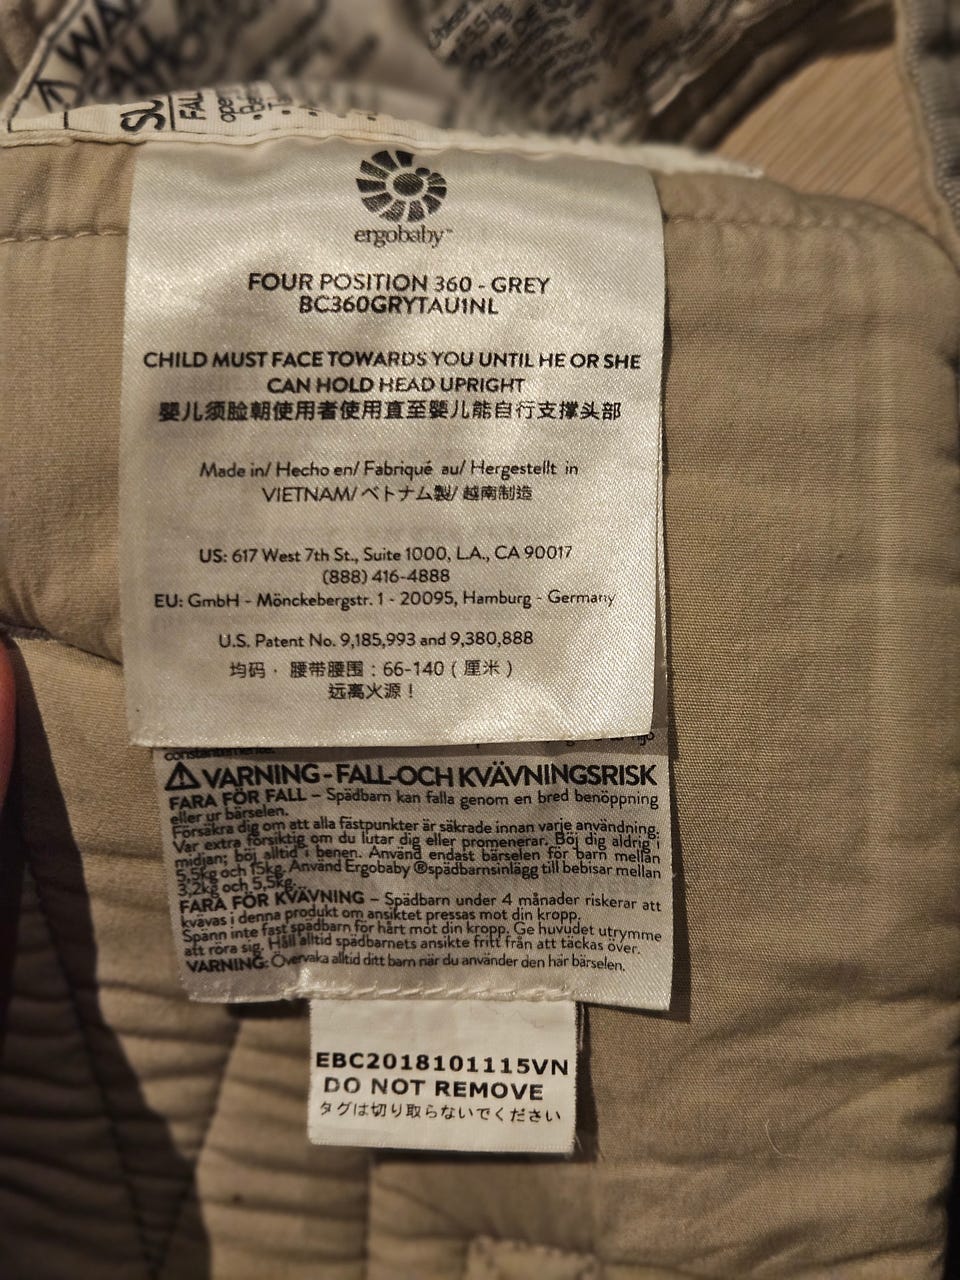 SL
FAL
ope
ergobaby™
FOUR POSITION 360 - GREY
BC360GRYTAU1NL
CHILD MUST FACE TOWARDS YOU UNTIL HE OR SHE
CAN HOLD HEAD UPRIGHT
婴儿须脸朝使用者使用直至婴儿能自行支撑头部
Made in/ Hecho en/ Fabriqué au/ Hergestellt in
VIETNAM/ ベトナム製/ 越南制造
US: 617 West 7th St., Suite 1000, L.A., CA 90017
(888) 416-4888
EU: GmbH - Mönckebergstr. 1 - 20095, Hamburg - Germany
U.S. Patent No. 9,185,993 and 9,380,888
均码 · 腰带腰围 : 66-140 ( 厘米 )
远离火源 !
constantemente.
⚠ VARNING - FALL-OCH KVÄVNINGSRISK
FARA FÖR FALL – Spädbarn kan falla genom en bred benöppning
eller ur bärselen.
Försäkra dig om att alla fästpunkter är säkrade innan varje användning.
Var extra försiktig om du lutar dig eller promenerar. Böj dig aldrig i
midjan; böj alltid i benen. Använd endast bärselen för barn mellan
5,5kg och 15kg. Använd Ergobaby ®spädbarnsinlägg till bebisar mellan
3,2kg och 5,5kg.
FARA FÖR KVÄVNING – Spädbarn under 4 månader riskerar att
kvävas i denna produkt om ansiktet pressas mot din kropp.
Spänn inte fast spädbarn för hårt mot din kropp. Ge huvudet utrymme
att röra sig. Håll alltid spädbarnets ansikte fritt från att täckas över.
VARNING: Övervaka alltid ditt barn när du använder den här bärselen.
EBC2018101115VN
DO NOT REMOVE
タグは切り取らないでください